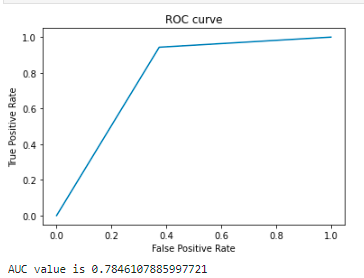 ROC curve
1.0
0.8
0.6
0.4
0.2
0.0
True Positive Rate
0.0 0.2 0.4 0.6 0.8 1.0
False Positive Rate
AUC value is 0.7846107885997721